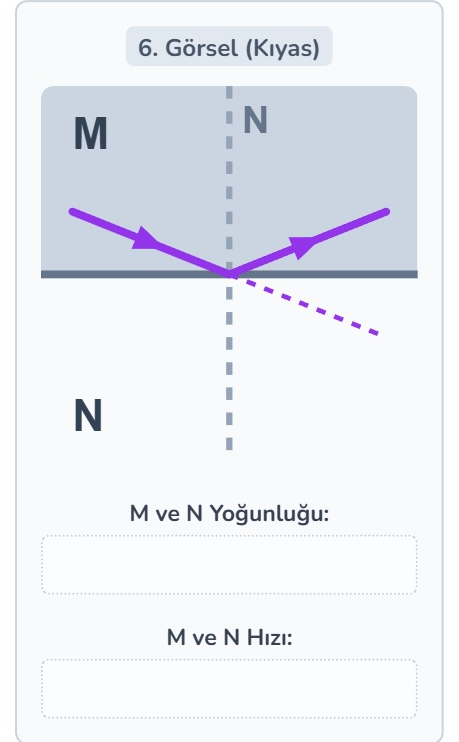 6. Görsel (Kıyas)
M
N
N
M ve N Yoğunluğu:
M ve N Hızı: